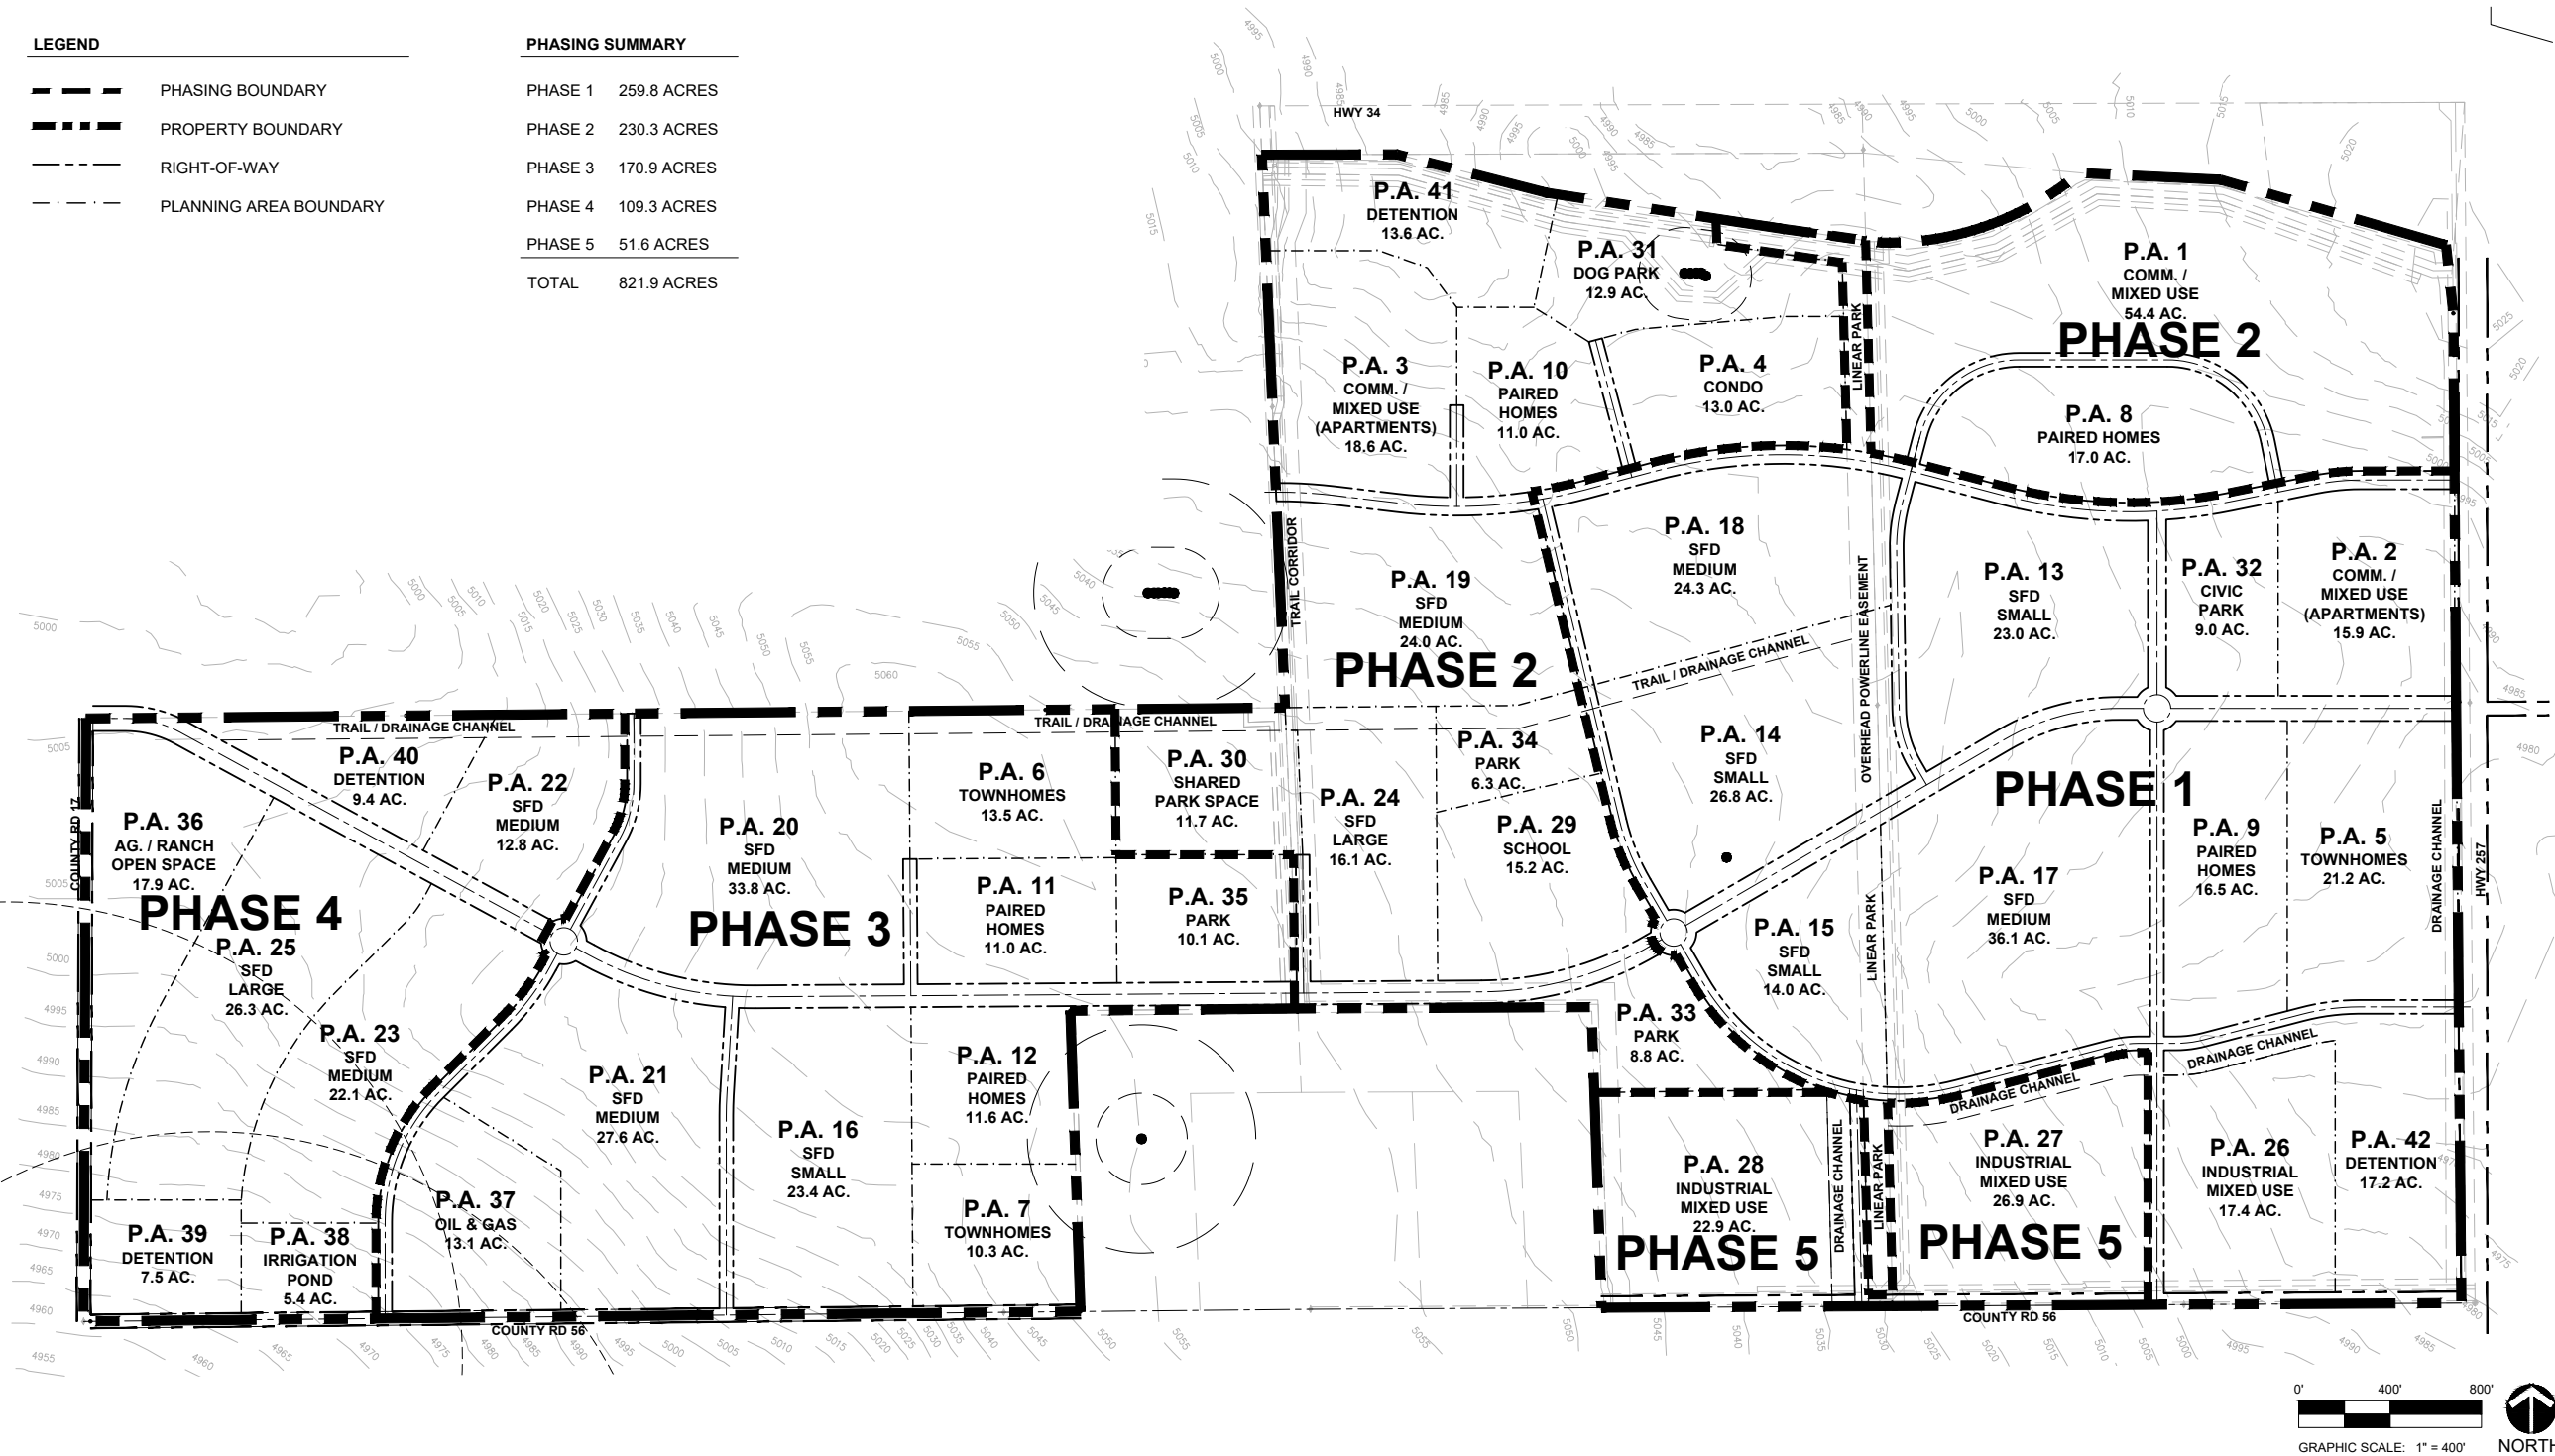 LEGEND
PHASING BOUNDARY
PROPERTY BOUNDARY
RIGHT-OF-WAY
PLANNING AREA BOUNDARY
PHASING SUMMARY
PHASE 1 259.8 ACRES
PHASE 2 230.3 ACRES
PHASE 3 170.9 ACRES
PHASE 4 109.3 ACRES
PHASE 5 51.6 ACRES
TOTAL 821.9 ACRES
HWY 34
P.A. 41
DETENTION
13.6 AC.
P.A. 31
DOG PARK
12.9 AC.
P.A. 1
COMM. /
MIXED USE
54.4 AC.
PHASE 2
P.A. 3
COMM. /
MIXED USE
(APARTMENTS)
18.6 AC.
P.A. 10
PAIRED
HOMES
11.0 AC.
P.A. 4
CONDO
13.0 AC.
LINEAR PARK
P.A. 8
PAIRED HOMES
17.0 AC.
TRAIL CORRIDOR
P.A. 19
SFD
MEDIUM
24.0 AC.
PHASE 2
P.A. 18
SFD
MEDIUM
24.3 AC.
TRAIL / DRAINAGE CHANNEL
OVERHEAD POWERLINE EASEMENT
P.A. 13
SFD
SMALL
23.0 AC.
P.A. 32
CIVIC
PARK
9.0 AC.
P.A. 2
COMM. /
MIXED USE
(APARTMENTS)
15.9 AC.
TRAIL / DRAINAGE CHANNEL
TRAIL / DRAINAGE CHANNEL
COUNTY RD 17
P.A. 40
DETENTION
9.4 AC.
P.A. 22
SFD
MEDIUM
12.8 AC.
P.A. 36
AG. / RANCH
OPEN SPACE
17.9 AC.
PHASE 4
P.A. 25
SFD
LARGE
26.3 AC.
P.A. 23
SFD
MEDIUM
22.1 AC.
P.A. 39
DETENTION
7.5 AC.
P.A. 38
IRRIGATION
POND
5.4 AC.
P.A. 20
SFD
MEDIUM
33.8 AC.
PHASE 3
P.A. 6
TOWNHOMES
13.5 AC.
P.A. 30
SHARED
PARK SPACE
11.7 AC.
P.A. 11
PAIRED
HOMES
11.0 AC.
P.A. 35
PARK
10.1 AC.
P.A. 21
SFD
MEDIUM
27.6 AC.
P.A. 37
OIL & GAS
13.1 AC.
P.A. 16
SFD
SMALL
23.4 AC.
P.A. 12
PAIRED
HOMES
11.6 AC.
P.A. 7
TOWNHOMES
10.3 AC.
COUNTY RD 56
P.A. 24
SFD
LARGE
16.1 AC.
P.A. 34
PARK
6.3 AC.
P.A. 29
SCHOOL
15.2 AC.
P.A. 14
SFD
SMALL
26.8 AC.
PHASE 1
P.A. 15
SFD
SMALL
14.0 AC.
LINEAR PARK
P.A. 17
SFD
MEDIUM
36.1 AC.
P.A. 9
PAIRED
HOMES
16.5 AC.
P.A. 5
TOWNHOMES
21.2 AC.
DRAINAGE CHANNEL
HWY 257
P.A. 33
PARK
8.8 AC.
DRAINAGE CHANNEL
DRAINAGE CHANNEL
P.A. 28
INDUSTRIAL
MIXED USE
22.9 AC.
PHASE 5
DRAINAGE CHANNEL
LINEAR PARK
P.A. 27
INDUSTRIAL
MIXED USE
26.9 AC.
PHASE 5
P.A. 26
INDUSTRIAL
MIXED USE
17.4 AC.
P.A. 42
DETENTION
17.2 AC.
COUNTY RD 56
0' 400' 800'
GRAPHIC SCALE: 1" = 400'
NORTH